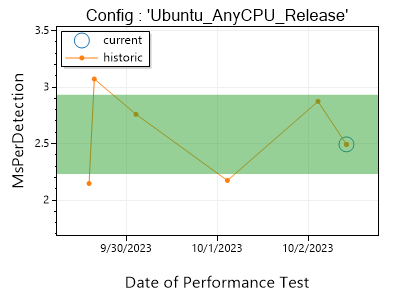 Config : 'Ubuntu_AnyCPU_Release'
current
historic
MsPerDetection
3.5
3
2.5
2
9/30/2023
10/1/2023
10/2/2023
Date of Performance Test